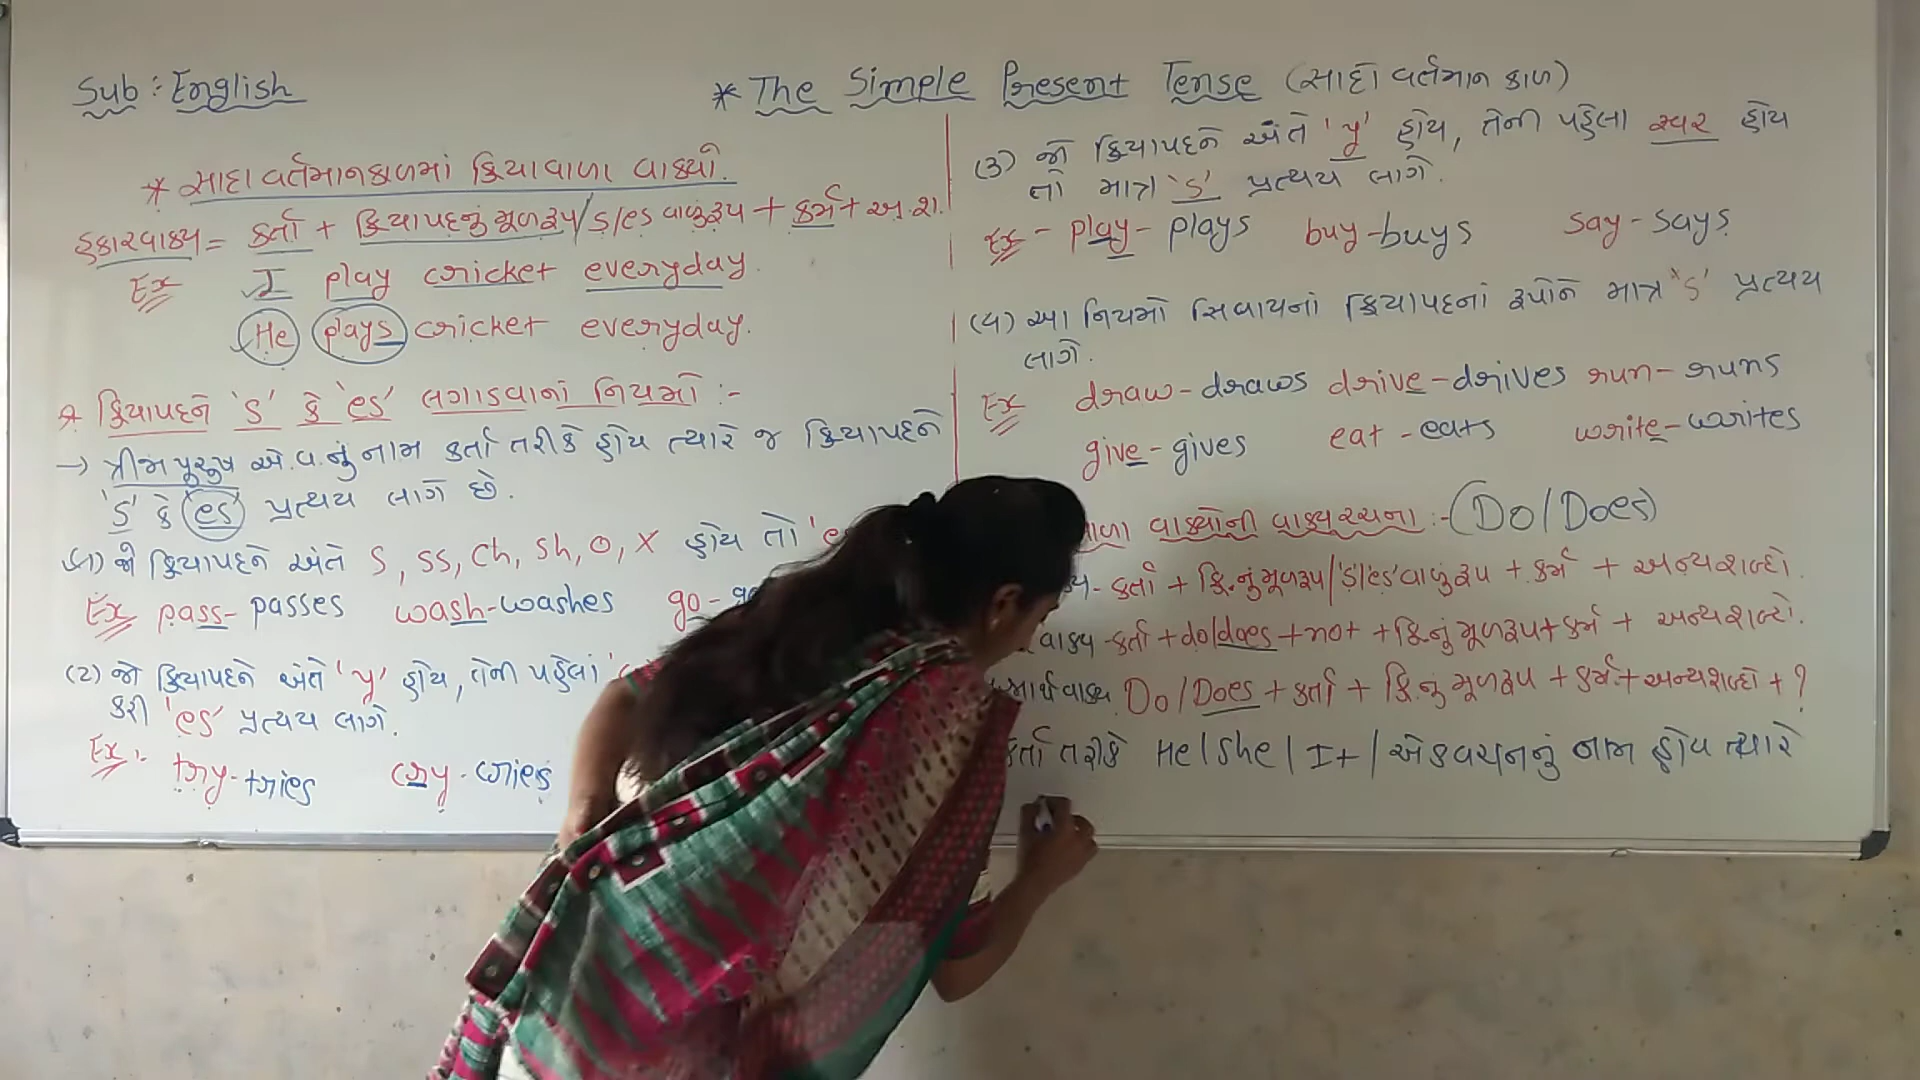 Sub : English
* The Simple Present Tense (સાદો વર્તમાન કાળ)
* સાદા વર્તમાનકાળમાં ક્રિયાવાળા વાક્યો.
હકારવાક્ય = કર્તા + ક્રિયાપદનું મૂળરૂપ/s/es વાળું રૂપ + કર્મ + અ.શ.
Ex I play cricket everyday.
He plays cricket everyday.
* ક્રિયાપદને 's' કે 'es' લગાડવાનાં નિયમો :-
→ ત્રીજા પુરુષ એ.વ.નું નામ કર્તા તરીકે હોય ત્યારે જ ક્રિયાપદને
's' કે 'es' પ્રત્યય લાગે છે.
(૧) જો ક્રિયાપદને અંતે s, ss, ch, sh, o, x હોય તો
Ex pass - passes wash - washes go -
(૨) જો ક્રિયાપદને અંતે 'y' હોય, તેની પહેલાં
કરી 'es' પ્રત્યય લાગે.
Ex :- try - tries cry - cries
(૩) જો ક્રિયાપદને અંતે 'y' હોય, તેની પહેલા સ્વર હોય
તો માત્ર 's' પ્રત્યય લાગે.
Ex - play - plays buy - buys say - says
(૪) આ નિયમો સિવાયનાં ક્રિયાપદનાં રૂપોને માત્ર 's' પ્રત્યય
લાગે.
Ex draw - draws drive - drives run - runs
give - gives eat - eats write - writes
વાક્યોની વાક્યરચના :- (Do/Does)
કર્તા + ક્રિ.નું મૂળરૂપ/'s'/'es' વાળું રૂપ + કર્મ + અન્યશબ્દો.
વાક્ય - કર્તા + do/does + not + ક્રિ.નું મૂળરૂપ + કર્મ + અન્યશબ્દો.
વાક્ય Do/Does + કર્તા + ક્રિ.નું મૂળરૂપ + કર્મ + અન્યશબ્દો + ?
તરીકે He/She/It/એકવચનનું નામ હોય ત્યારે